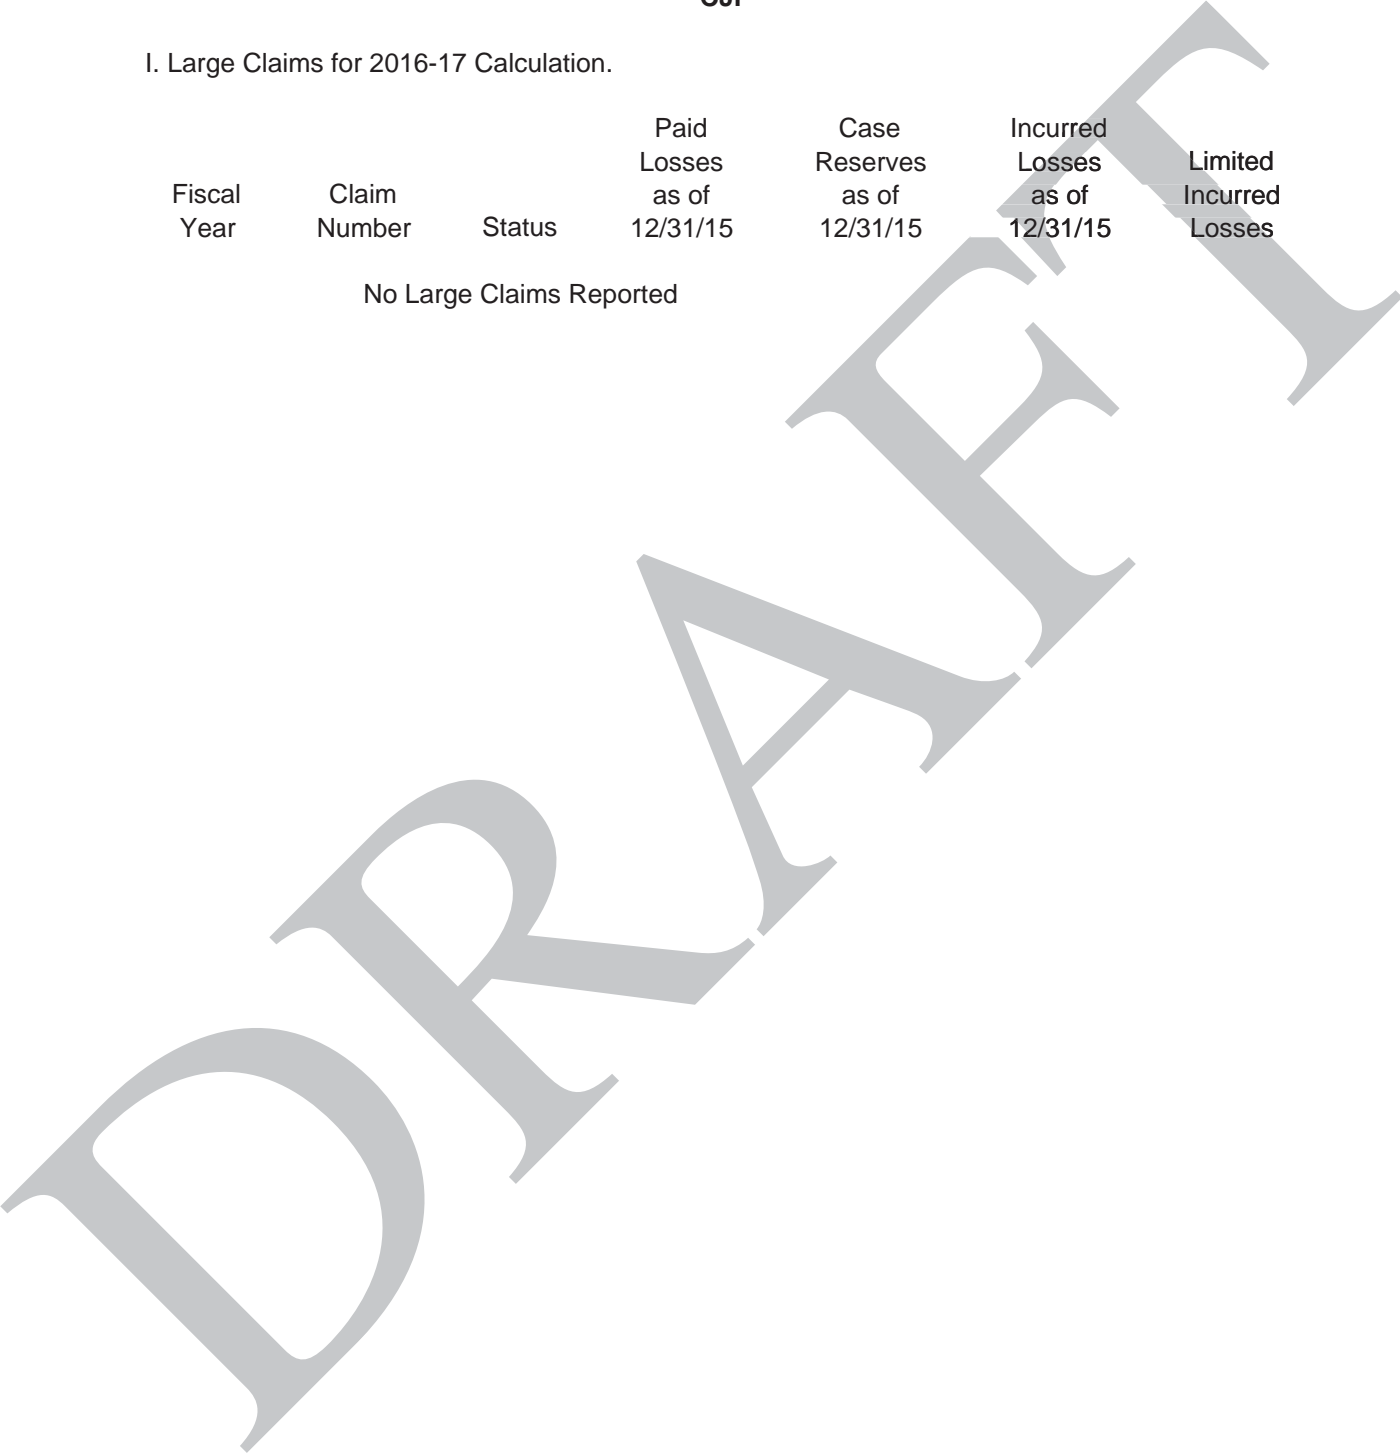 I. Large Claims for 2016-17 Calculation.
Paid Case Incurred
Losses Reserves Losses Limited
Fiscal Claim as of as of as of Incurred
Year Number Status 12/31/15 12/31/15 12/31/15 Losses
No Large Claims Reported
DRAFT